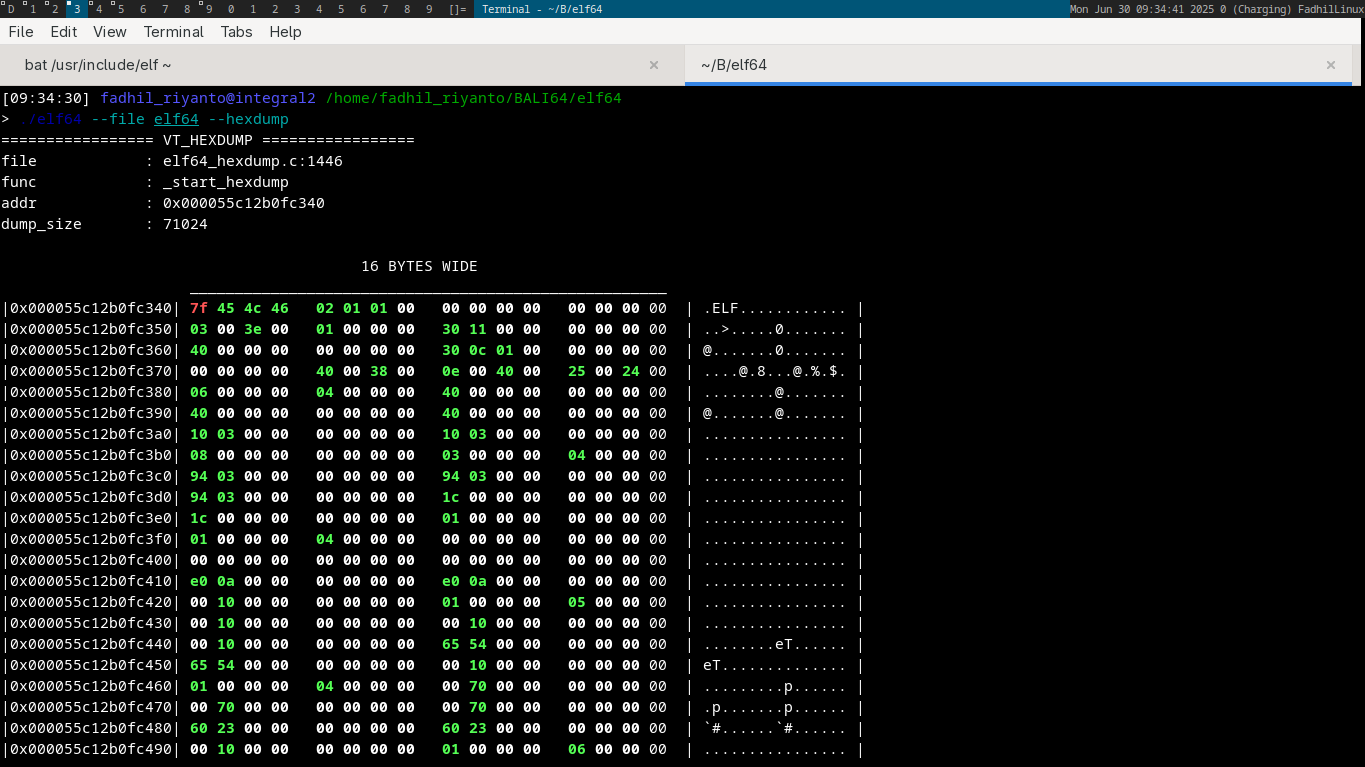 D 1 2 3 4 5 6 7 8 9 0 1 2 3 4 5 6 7 8 9 []= Terminal - ~/B/elf64 Mon Jun 30 09:34:41 2025 0 (Charging) FadhilLinux
File Edit View Terminal Tabs Help
bat /usr/include/elf ~ × ~/B/elf64 ×
[09:34:30] fadhil_riyanto@integral2 /home/fadhil_riyanto/BALI64/elf64
> ./elf64 --file elf64 --hexdump
================= VT_HEXDUMP =================
file : elf64_hexdump.c:1446
func : _start_hexdump
addr : 0x000055c12b0fc340
dump_size : 71024
16 BYTES WIDE
|0x000055c12b0fc340| 7f 45 4c 46 02 01 01 00 00 00 00 00 00 00 00 00 | .ELF............ |
|0x000055c12b0fc350| 03 00 3e 00 01 00 00 00 30 11 00 00 00 00 00 00 | ..>.....0....... |
|0x000055c12b0fc360| 40 00 00 00 00 00 00 00 30 0c 01 00 00 00 00 00 | @.......0....... |
|0x000055c12b0fc370| 00 00 00 00 40 00 38 00 0e 00 40 00 25 00 24 00 | ....@.8...@.%.$. |
|0x000055c12b0fc380| 06 00 00 00 04 00 00 00 40 00 00 00 00 00 00 00 | ........@....... |
|0x000055c12b0fc390| 40 00 00 00 00 00 00 00 40 00 00 00 00 00 00 00 | @.......@....... |
|0x000055c12b0fc3a0| 10 03 00 00 00 00 00 00 10 03 00 00 00 00 00 00 | ................ |
|0x000055c12b0fc3b0| 08 00 00 00 00 00 00 00 03 00 00 00 04 00 00 00 | ................ |
|0x000055c12b0fc3c0| 94 03 00 00 00 00 00 00 94 03 00 00 00 00 00 00 | ................ |
|0x000055c12b0fc3d0| 94 03 00 00 00 00 00 00 1c 00 00 00 00 00 00 00 | ................ |
|0x000055c12b0fc3e0| 1c 00 00 00 00 00 00 00 01 00 00 00 00 00 00 00 | ................ |
|0x000055c12b0fc3f0| 01 00 00 00 04 00 00 00 00 00 00 00 00 00 00 00 | ................ |
|0x000055c12b0fc400| 00 00 00 00 00 00 00 00 00 00 00 00 00 00 00 00 | ................ |
|0x000055c12b0fc410| e0 0a 00 00 00 00 00 00 e0 0a 00 00 00 00 00 00 | ................ |
|0x000055c12b0fc420| 00 10 00 00 00 00 00 00 01 00 00 00 05 00 00 00 | ................ |
|0x000055c12b0fc430| 00 10 00 00 00 00 00 00 00 10 00 00 00 00 00 00 | ................ |
|0x000055c12b0fc440| 00 10 00 00 00 00 00 00 65 54 00 00 00 00 00 00 | ........eT...... |
|0x000055c12b0fc450| 65 54 00 00 00 00 00 00 00 10 00 00 00 00 00 00 | eT.............. |
|0x000055c12b0fc460| 01 00 00 00 04 00 00 00 00 70 00 00 00 00 00 00 | .........p...... |
|0x000055c12b0fc470| 00 70 00 00 00 00 00 00 00 70 00 00 00 00 00 00 | .p.......p...... |
|0x000055c12b0fc480| 60 23 00 00 00 00 00 00 60 23 00 00 00 00 00 00 | `#......`#...... |
|0x000055c12b0fc490| 00 10 00 00 00 00 00 00 01 00 00 00 06 00 00 00 | ................ |